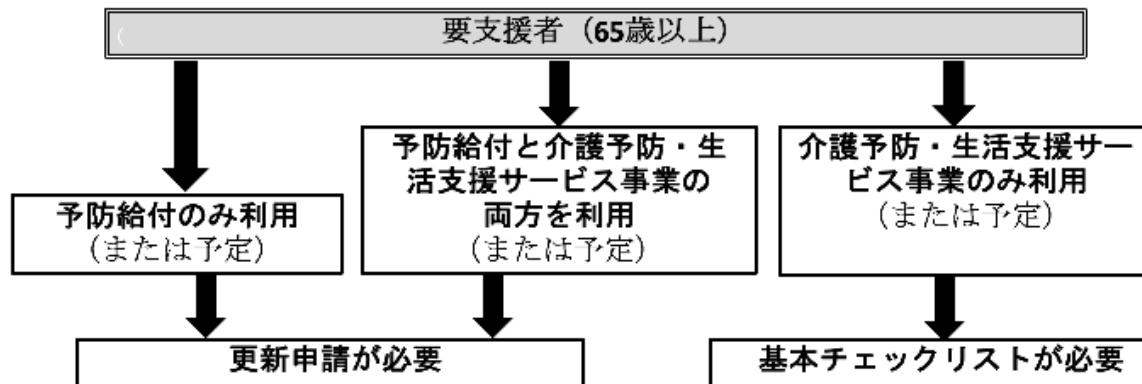 要支援者（65歳以上）
予防給付のみ利用
（または予定）
予防給付と介護予防・生
活支援サービス事業の
両方を利用
（または予定）
介護予防・生活支援サー
ビス事業のみ利用
（または予定）
更新申請が必要
基本チェックリストが必要